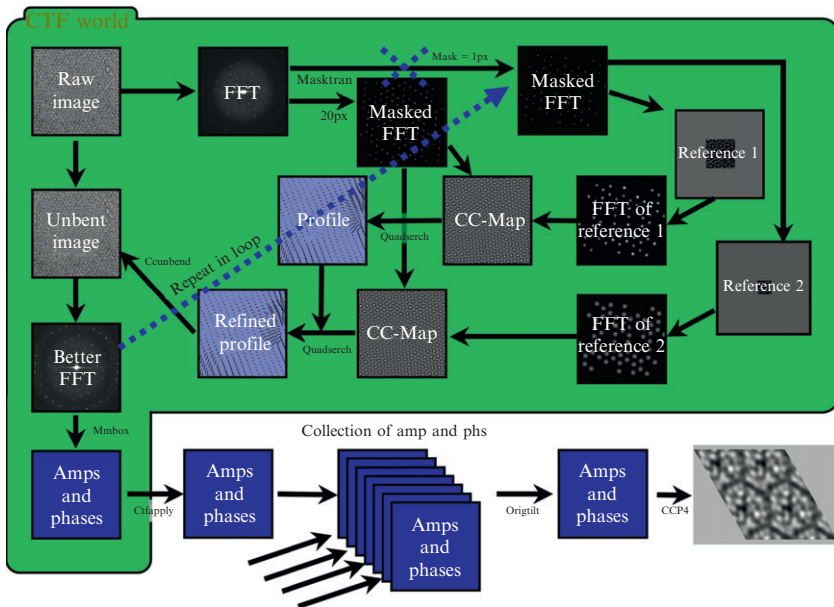 CTF world
Raw
image
FFT
Masktran
20px
Mask = 1px
Masked
FFT
Masked
FFT
Reference 1
Unbent
image
Profile
Quadserch
CC-Map
FFT of
reference 1
Ccunbend
Repeat in loop
Reference 2
Better
FFT
Refined
profile
Quadserch
CC-Map
FFT of
reference 2
Mmbox
Collection of amp and phs
Amps
and
phases
Ctfapply
Amps
and
phases
Amps
and
phases
Origtilt
Amps
and
phases
CCP4